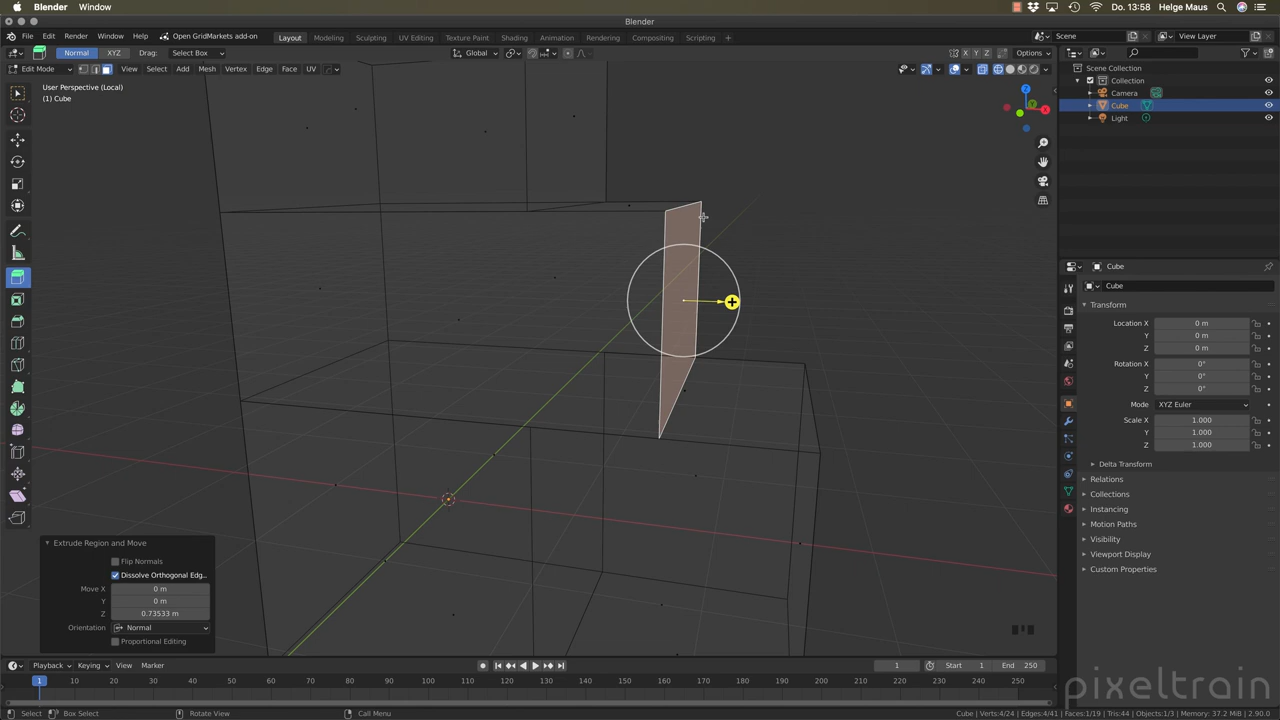 Blender Window Do. 13:58 Helge Maus
Blender
File Edit Render Window Help Open GridMarkets add-on Layout Modeling Sculpting UV Editing Texture Paint Shading Animation Rendering Compositing Scripting + Scene View Layer
Normal XYZ Drag: Select Box Global X Y Z Options
Edit Mode View Select Add Mesh Vertex Edge Face UV
User Perspective (Local)
(1) Cube
Z
X
Y
Scene Collection
Collection
Camera
Cube
Light
Cube
Cube
Transform
Location X 0 m
Y 0 m
Z 0 m
Rotation X 0°
Y 0°
Z 0°
Mode XYZ Euler
Scale X 1.000
Y 1.000
Z 1.000
Delta Transform
Relations
Collections
Instancing
Motion Paths
Visibility
Viewport Display
Custom Properties
Extrude Region and Move
Flip Normals
Dissolve Orthogonal Edg..
Move X 0 m
Y 0 m
Z 0.73533 m
Orientation Normal
Proportional Editing
Playback Keying View Marker 1 Start 1 End 250
1 10 20 30 40 50 60 70 80 90 100 110 120 130 140 150 160 170 180 190 200 210 220 230 240 250
Select Box Select Rotate View Call Menu Cube | Verts:4/24 | Edges:4/41 | Faces:1/19 | Tris:44 | Objects:1/3 | Memory: 37.2 MiB | 2.90.0
pixeltrain